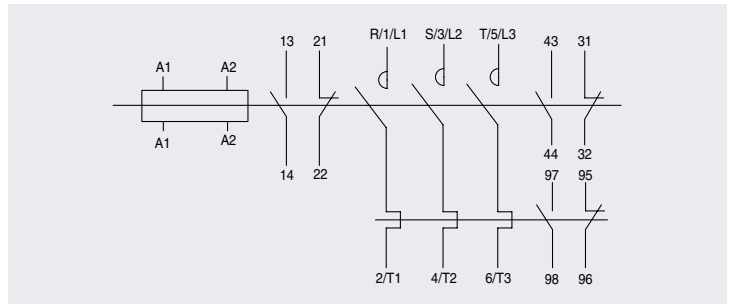 R/1/L1 S/3/L2 T/5/L3
13 21 43 31
A1 A2
A1 A2
44 32
14 22 97 95
2/T1 4/T2 6/T3 98 96